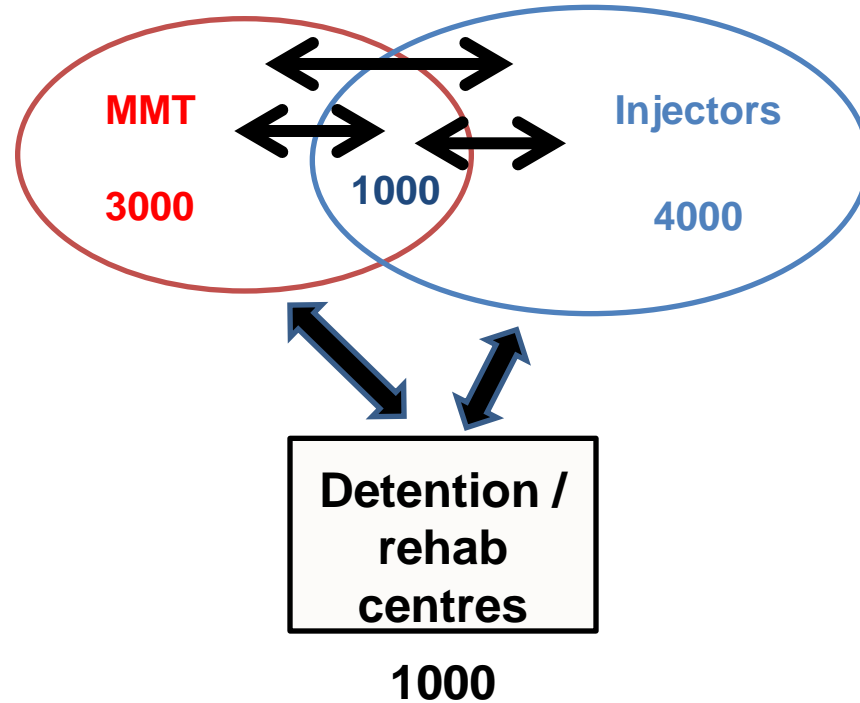 MMT
Injectors
3000
1000
4000
Detention /
rehab
centres
1000